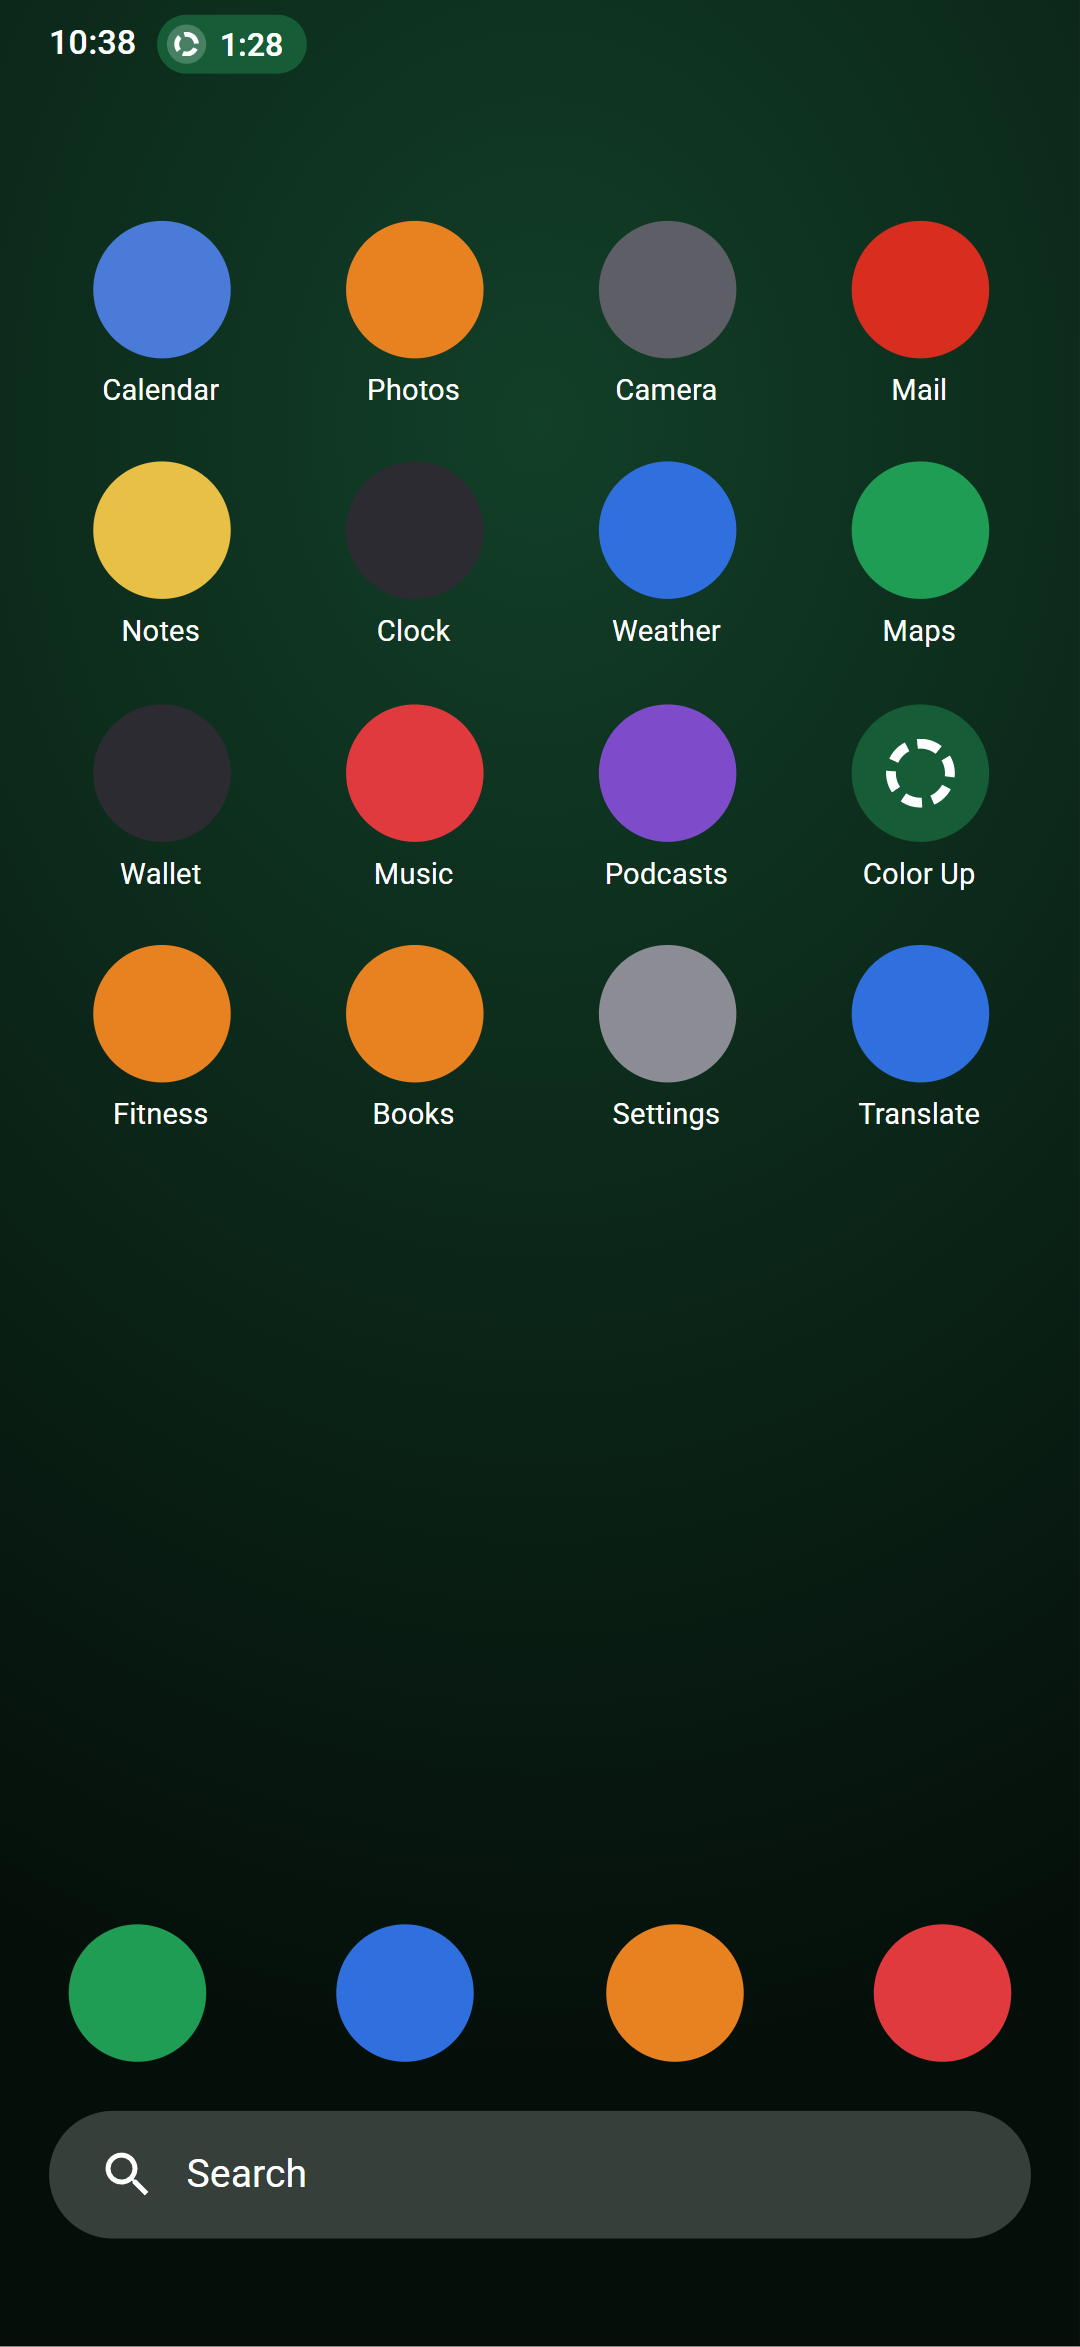 10:38 1:28
Calendar Photos Camera Mail
Notes Clock Weather Maps
Wallet Music Podcasts Color Up
Fitness Books Settings Translate
Search